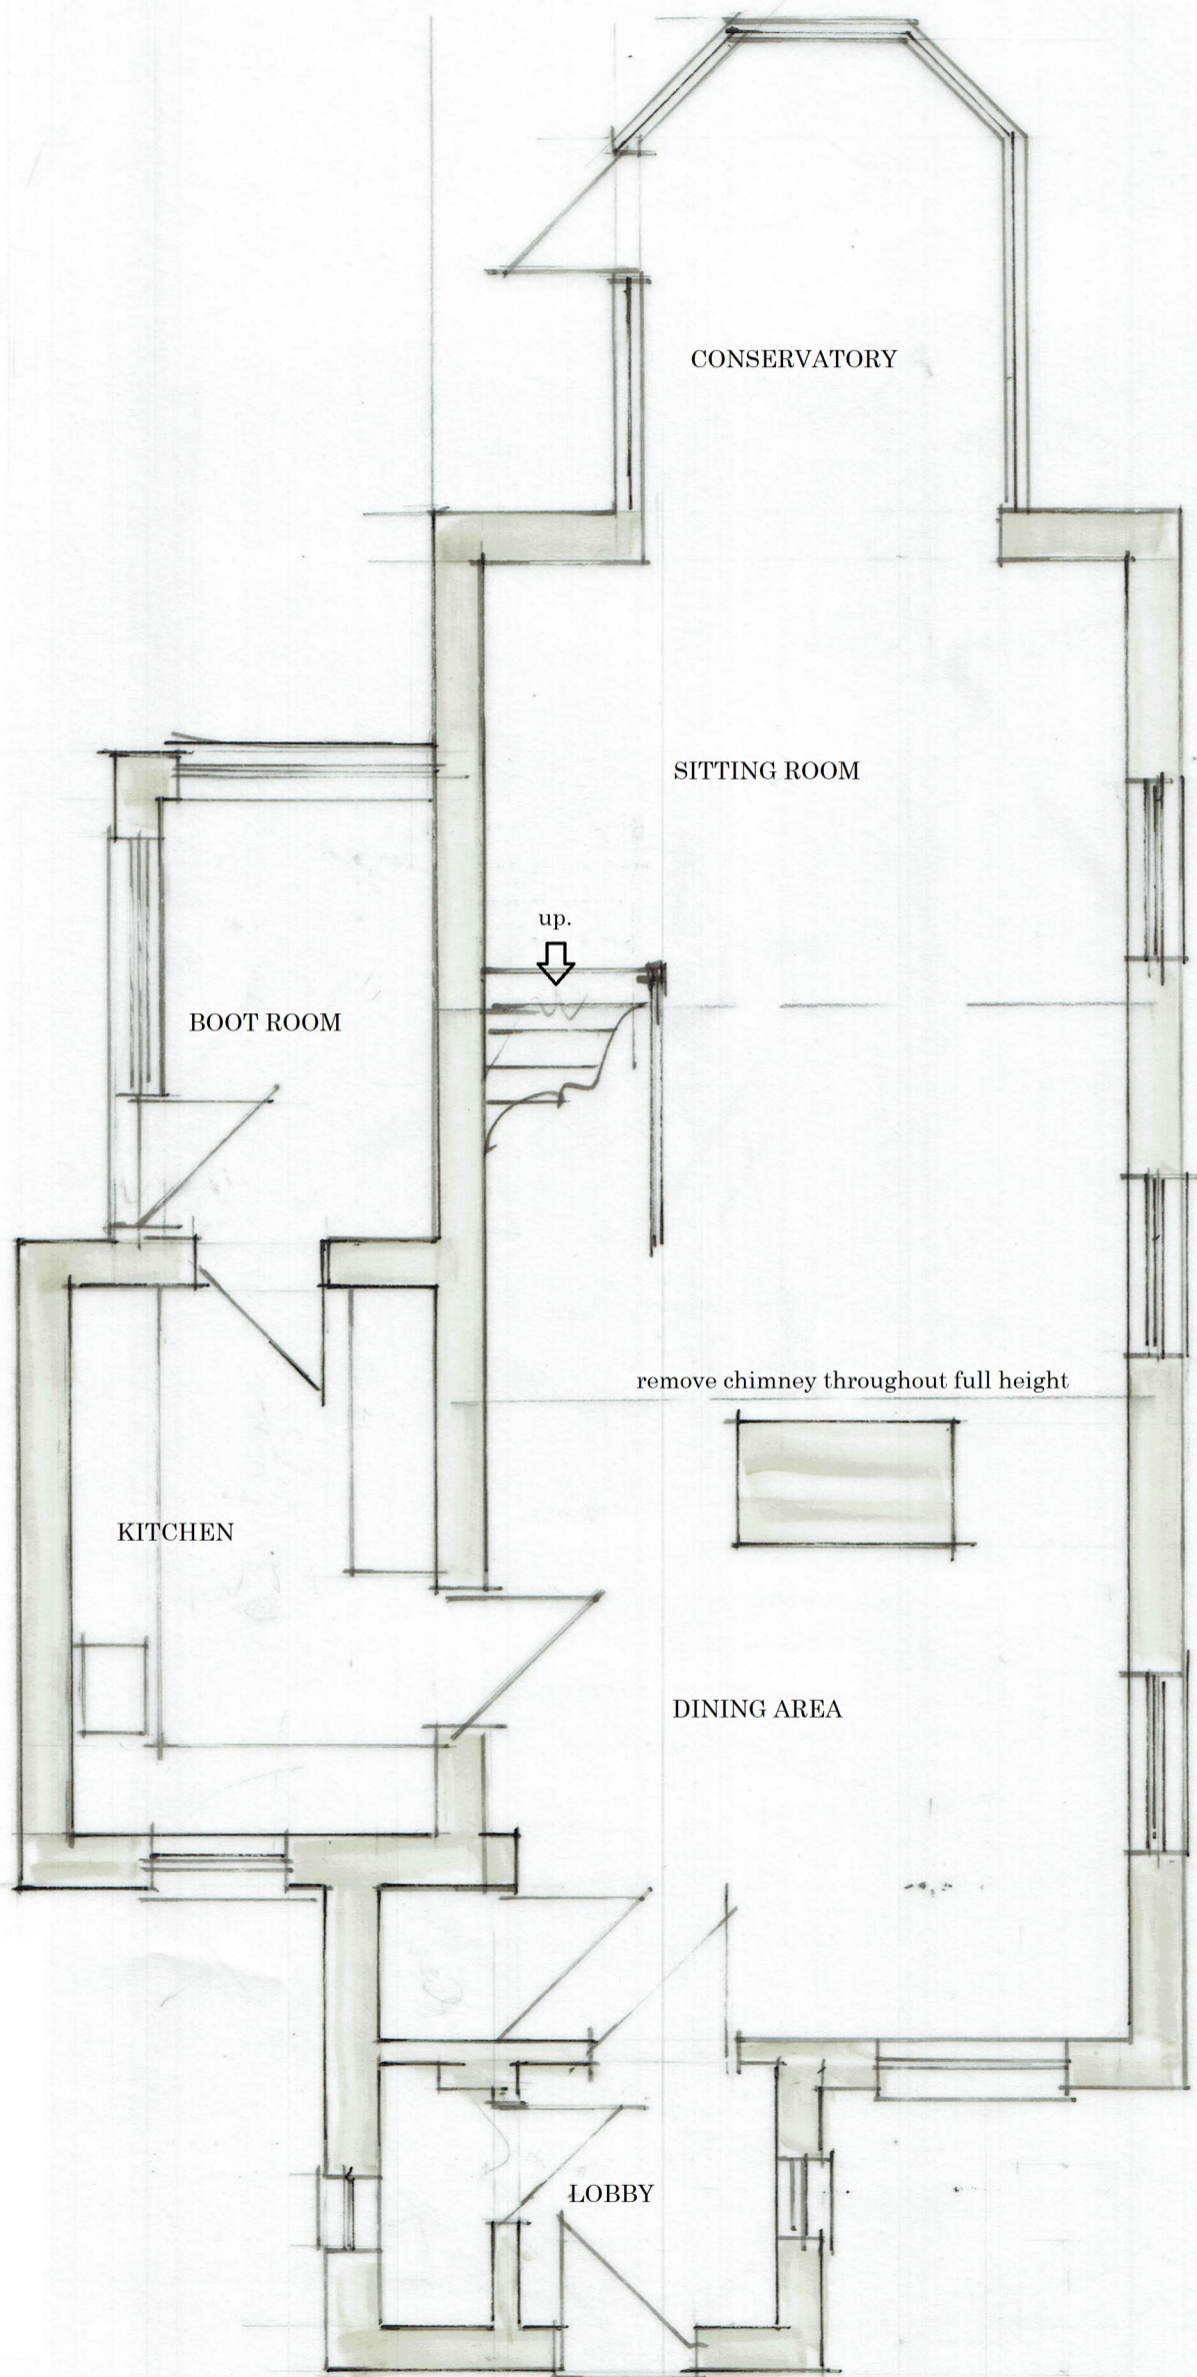 CONSERVATORY
SITTING ROOM
up.
BOOT ROOM
remove chimney throughout full height
KITCHEN
DINING AREA
LOBBY